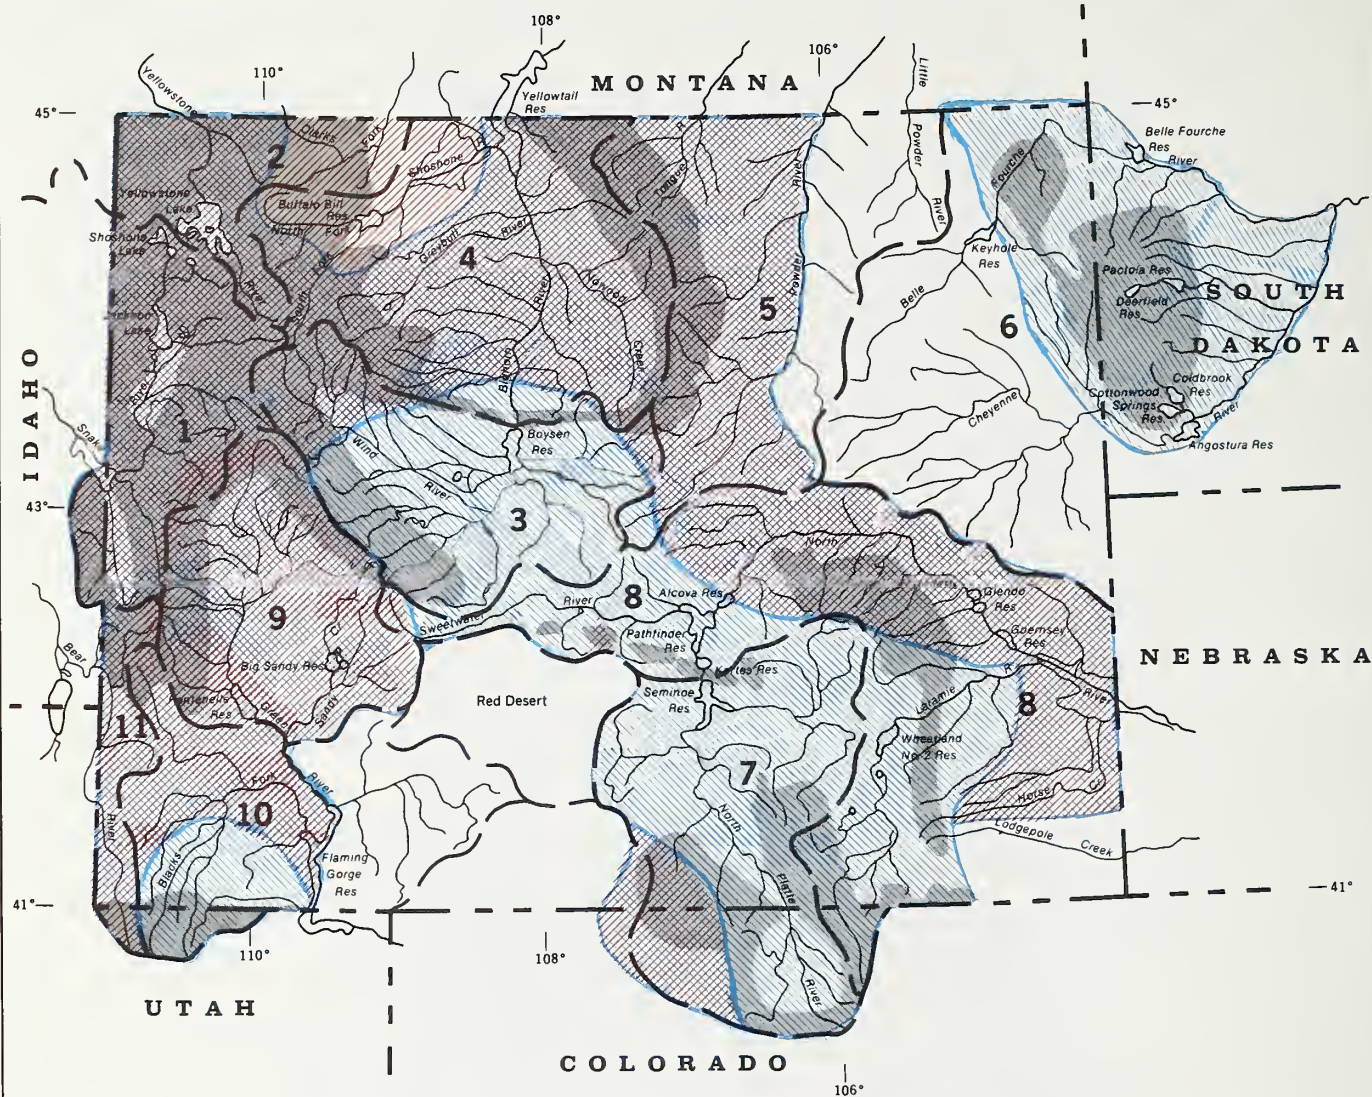 108°
110°
106°
MONTANA
45°
45°
Yellowstone
Yellowtail
Res
Little
Powder
River
Belle Fourche
Res
River
2
Clarks
Fork
Shoshone
Buffalo Bill
Res
North Fork
Fork
South
Yellowstone
Lake
Shoshone
Lake
River
Greybull River
4
Nowood
Creek
River
Bighorn
Tongue
River
Powder
5
Fourche
Keyhole
Res
Belle
6
Pactola Res
Deerfield
Res
SOUTH
DAKOTA
Coldbrook
Res
Cottonwood
Springs
Res.
River
Angostura Res
Cheyenne
IDAHO
Jackson
Lake
River
Snake
1
43°
Wind
River
Boysen
Res
3
North
9
Sweetwater
River
8
Alcova Res
Pathfinder
Res
Kortes Res
Seminoe
Res
Glendo
Res
Guernsey
Res
River
Bear
Big Sandy Res
Cr
Res
Green
Sandy
11
Red Desert
NEBRASKA
Laramie
R
8
Wheatland
No 2 Res
7
Fork
River
10
River
Blacks
Flaming
Gorge
Res
North
Platte
River
Horse
Cr
Lodgepole
Creek
41°
41°
110°
108°
UTAH
COLORADO
106°